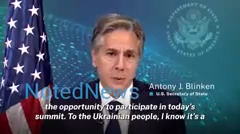 NotedNews
Antony J. Blinken
U.S. Secretary of State
the opportunity to participate in today's
summit. To the Ukrainian people, I know it's a